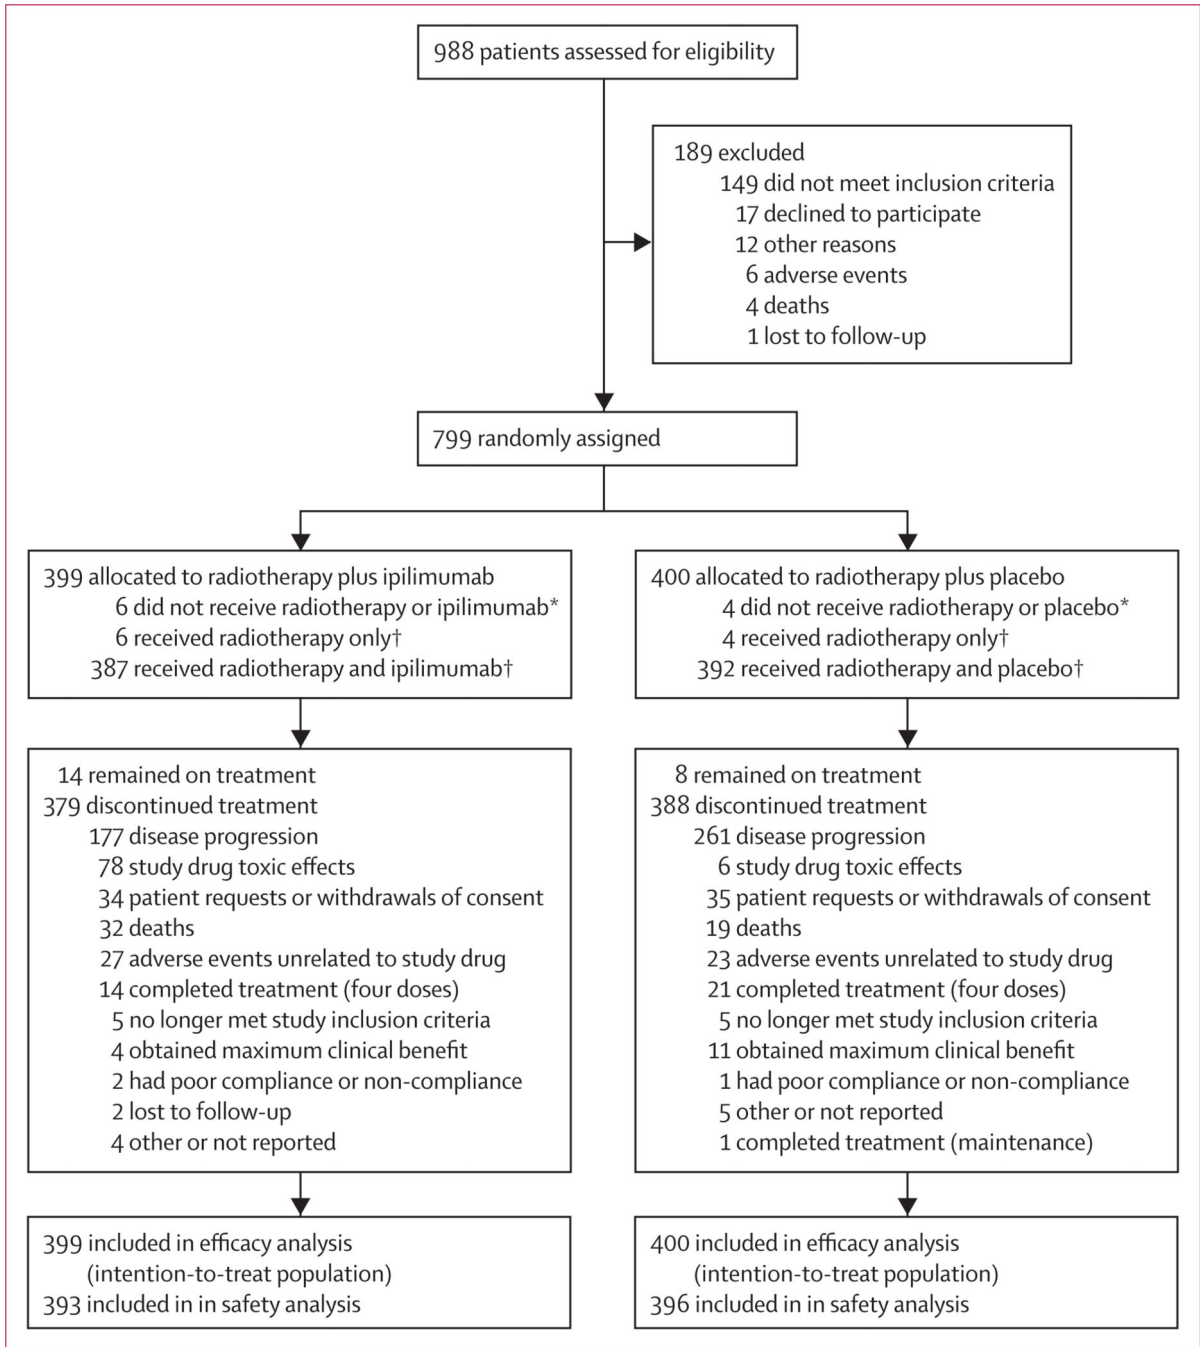 988 patients assessed for eligibility
189 excluded
149 did not meet inclusion criteria
17 declined to participate
12 other reasons
6 adverse events
4 deaths
1 lost to follow-up
799 randomly assigned
399 allocated to radiotherapy plus ipilimumab
6 did not receive radiotherapy or ipilimumab*
6 received radiotherapy only†
387 received radiotherapy and ipilimumab†
400 allocated to radiotherapy plus placebo
4 did not receive radiotherapy or placebo*
4 received radiotherapy only†
392 received radiotherapy and placebo†
14 remained on treatment
379 discontinued treatment
177 disease progression
78 study drug toxic effects
34 patient requests or withdrawals of consent
32 deaths
27 adverse events unrelated to study drug
14 completed treatment (four doses)
5 no longer met study inclusion criteria
4 obtained maximum clinical benefit
2 had poor compliance or non-compliance
2 lost to follow-up
4 other or not reported
8 remained on treatment
388 discontinued treatment
261 disease progression
6 study drug toxic effects
35 patient requests or withdrawals of consent
19 deaths
23 adverse events unrelated to study drug
21 completed treatment (four doses)
5 no longer met study inclusion criteria
11 obtained maximum clinical benefit
1 had poor compliance or non-compliance
5 other or not reported
1 completed treatment (maintenance)
399 included in efficacy analysis
(intention-to-treat population)
393 included in in safety analysis
400 included in efficacy analysis
(intention-to-treat population)
396 included in in safety analysis